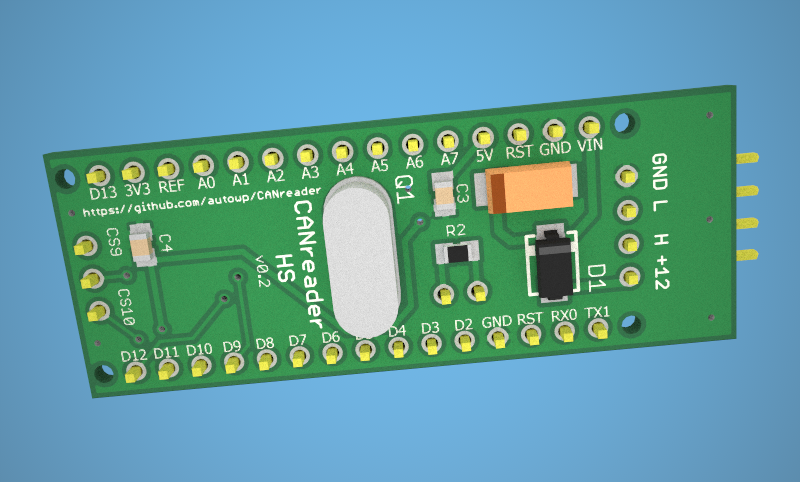 D13 3V3 REF A0 A1 A2 A3 A4 A5 A6 A7 5V RST GND VIN
https://github.com/autoup/CANreader
CS9
C4
CS10
v0.2
HS
CANreader
Q1
C3
R2
D1
GND
L
H
+12
D12 D11 D10 D9 D8 D7 D6 D4 D3 D2 GND RST RX0 TX1